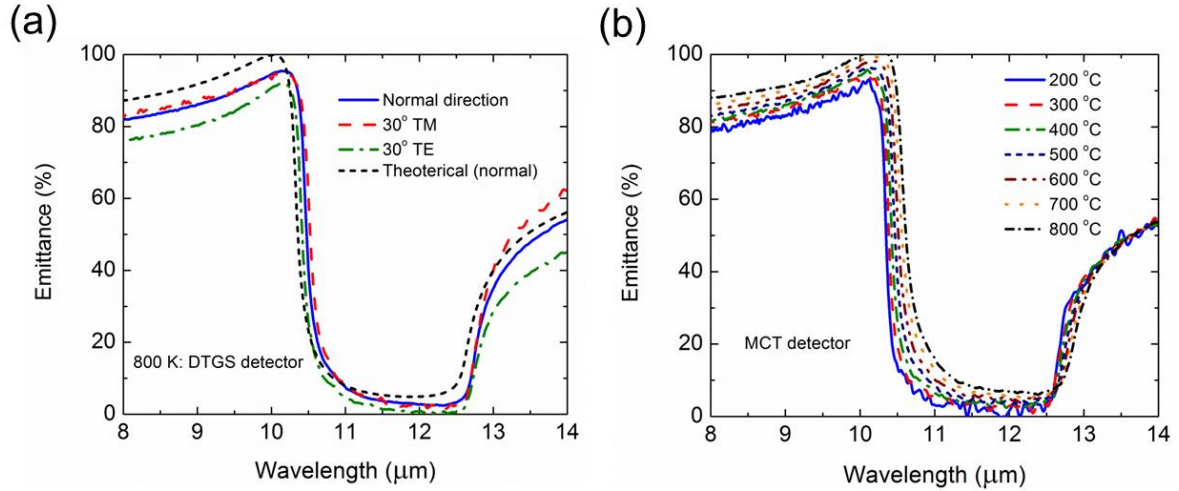 (a)
100
80
60
40
20
0
Emittance (%)
8 9 10 11 12 13 14
Wavelength (μm)
Normal direction
30° TM
30° TE
Theoterical (normal)
800 K: DTGS detector
(b)
100
80
60
40
20
0
Emittance (%)
8 9 10 11 12 13 14
Wavelength (μm)
200 °C
300 °C
400 °C
500 °C
600 °C
700 °C
800 °C
MCT detector